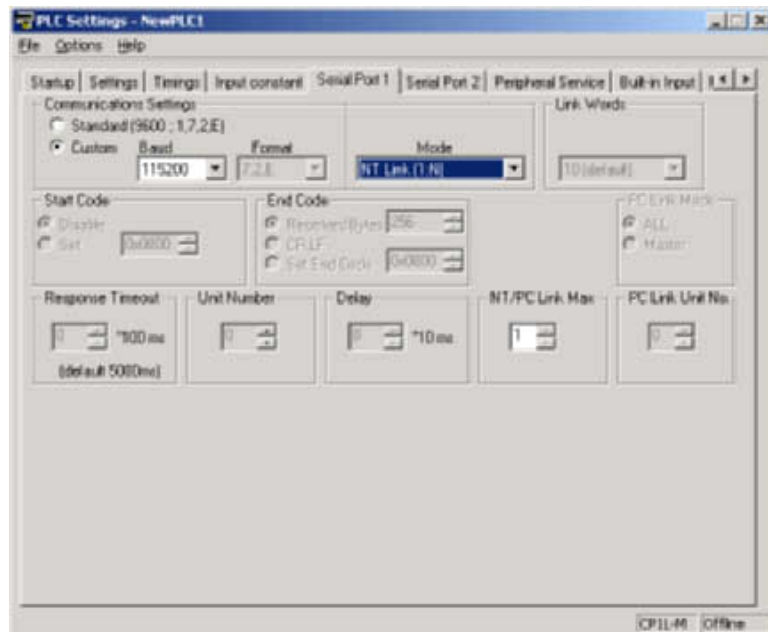 PLC Settings - NewPLC1
File Options Help
Startup Settings Timings Input constant Serial Port 1 Serial Port 2 Peripheral Service Built-in Input
Communications Settings
Link Words
Standard (9600 ; 1,7,2,E)
Custom Baud Format Mode
115200 7,2,E NT Link (1:N) 10 (default)
Start Code
End Code
PC Link Mode
Disable
Received Bytes 256
ALL
Set 0x0000
CR,LF
Master
Set End Code 0x0000
Response Timeout Unit Number Delay NT/PC Link Max PC Link Unit No.
0 *100 ms 0 0 *10 ms 1 0
(default 5000ms)
CP1L-M Offline